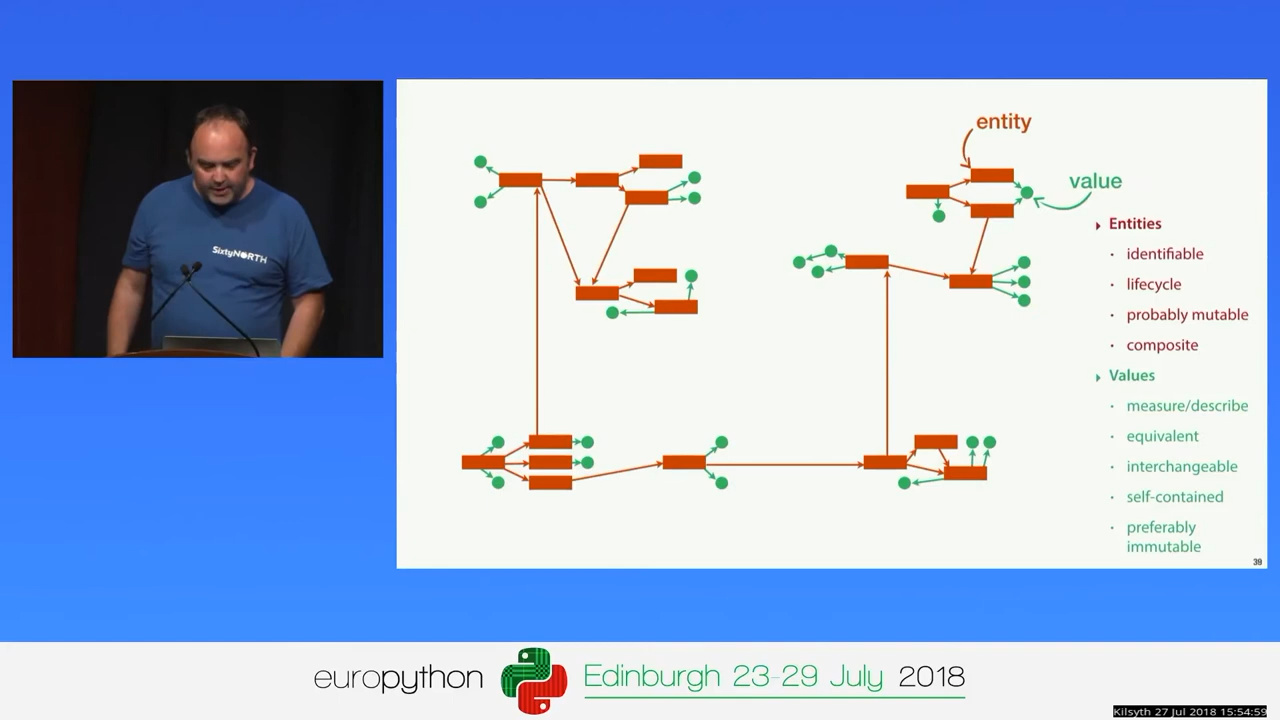 SixtyNORTH
entity
value
Entities
identifiable
lifecycle
probably mutable
composite
Values
measure/describe
equivalent
interchangeable
self-contained
preferably
immutable
39
europython
Edinburgh 23-29 July 2018
Kilsyth 27 Jul 2018 15:54:59